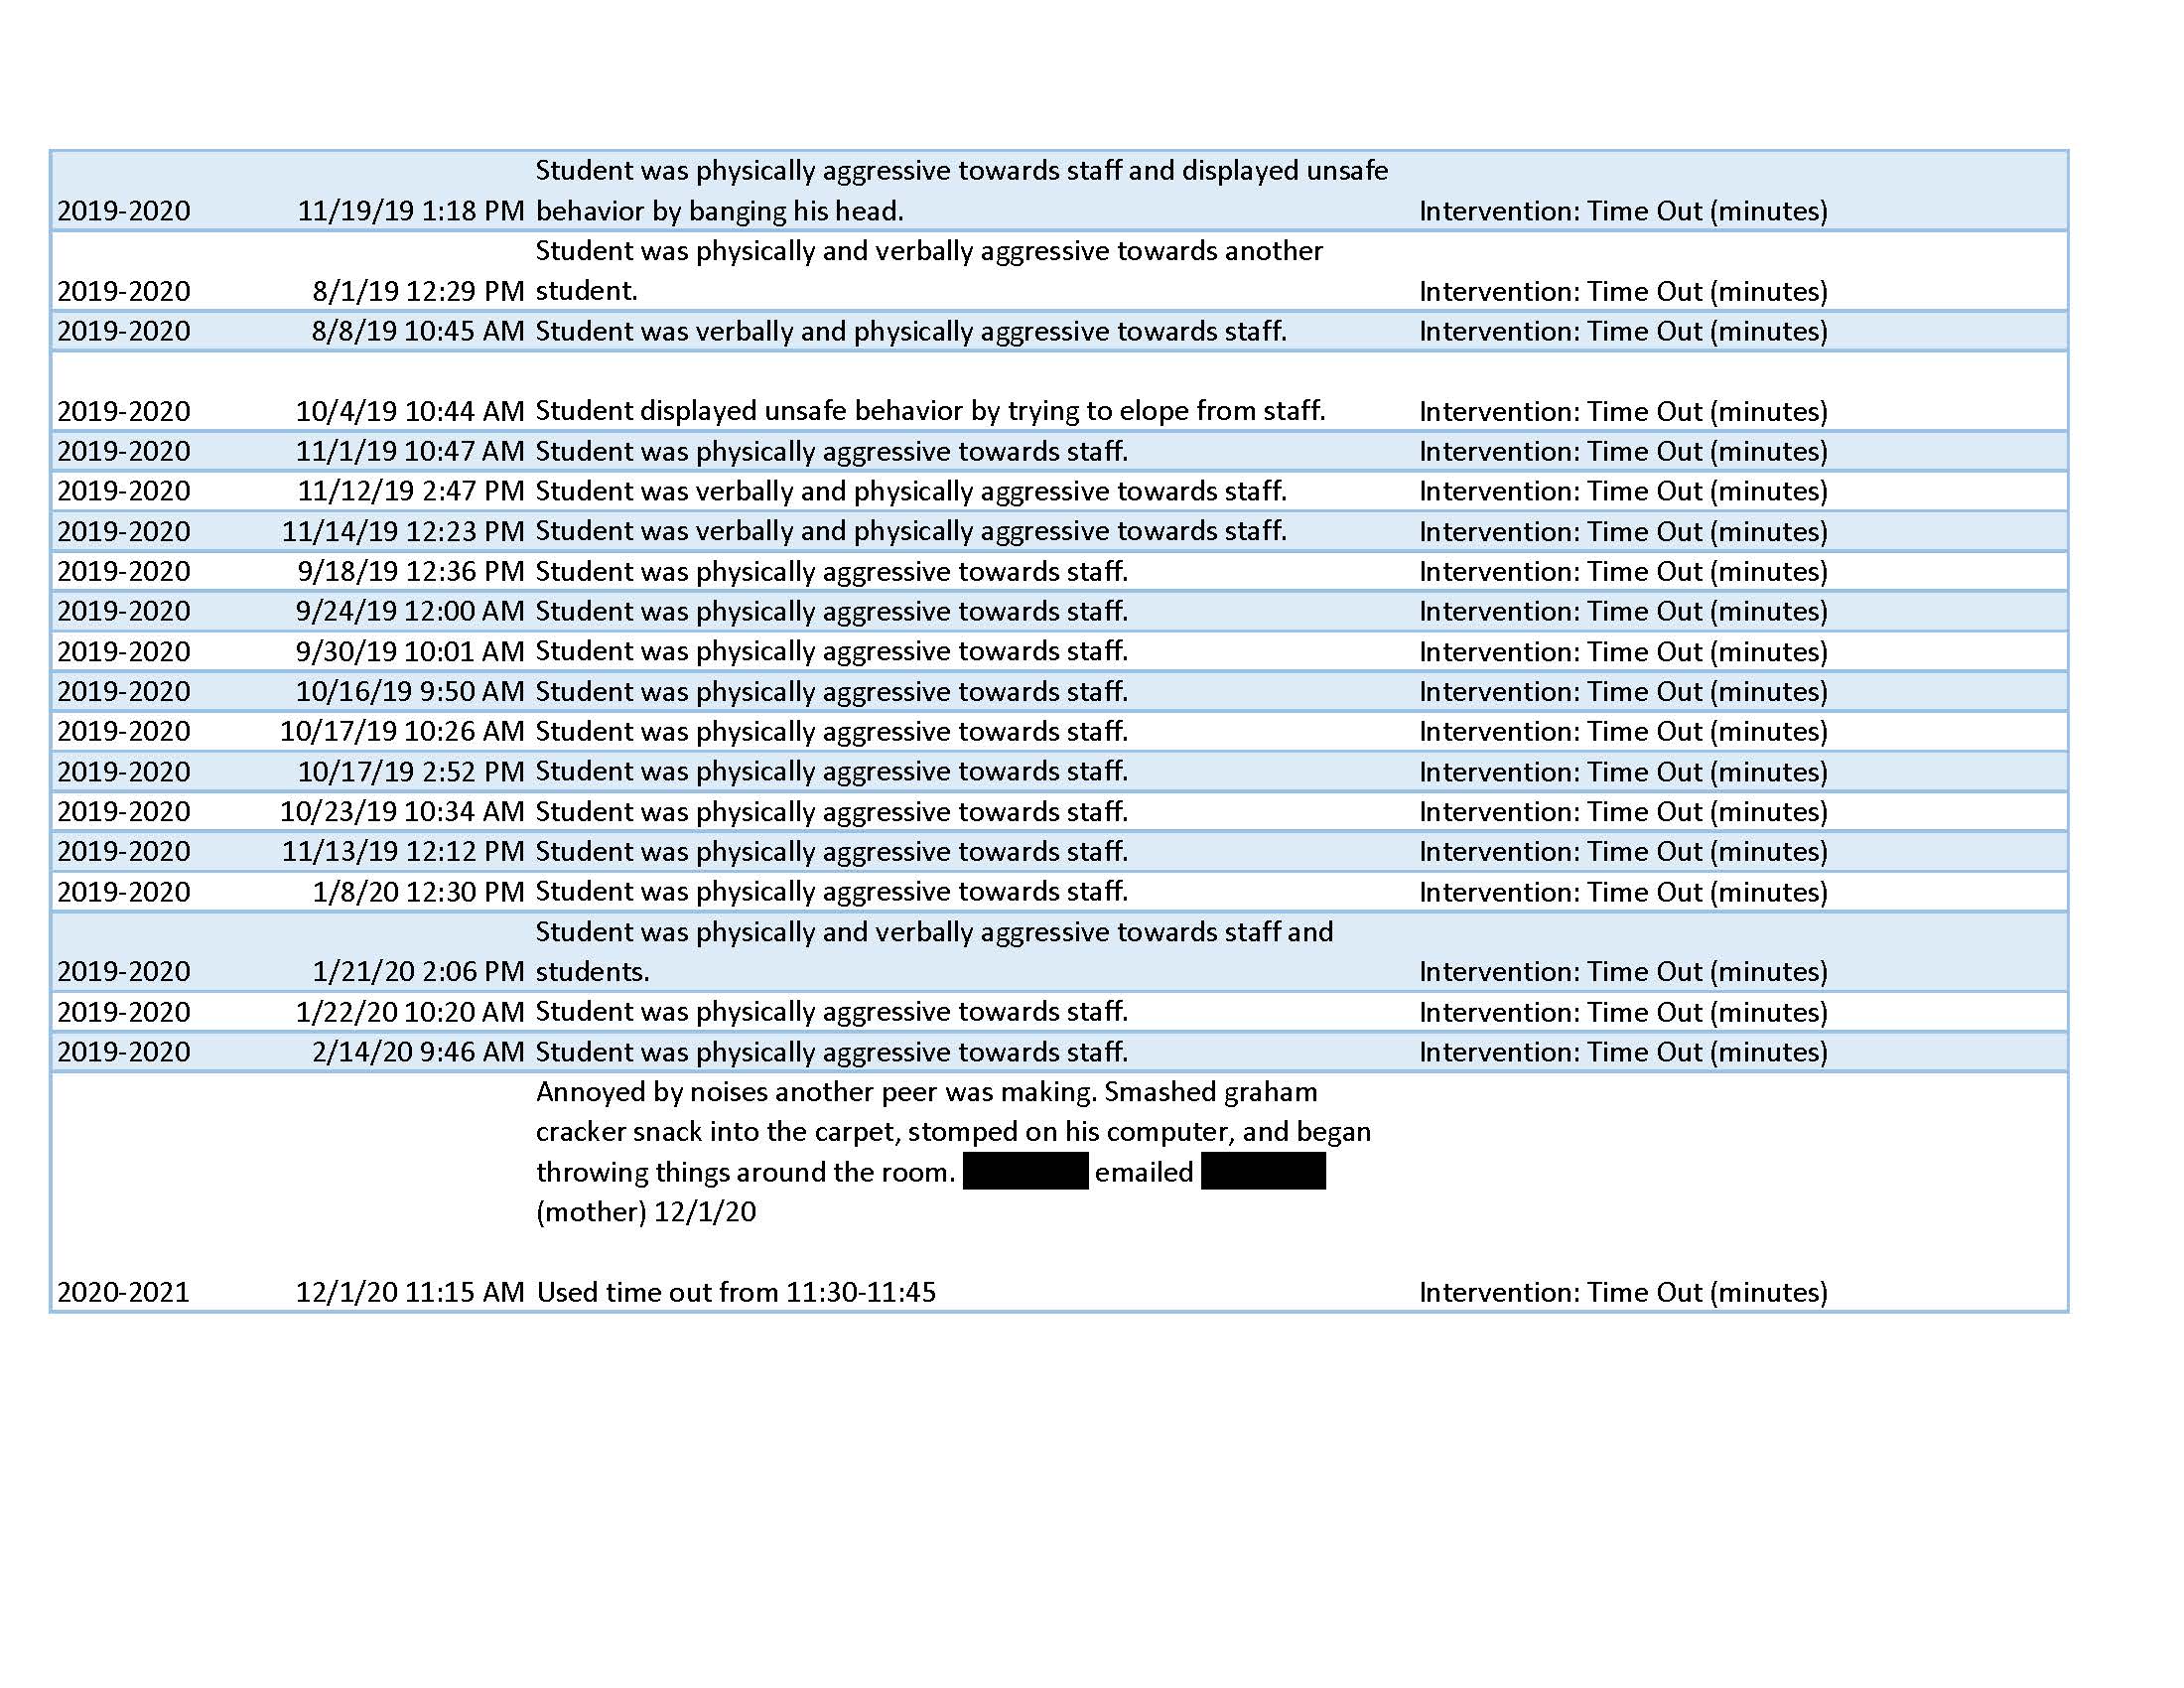 Student was physically aggressive towards staff and displayed unsafe
2019-2020 11/19/19 1:18 PM behavior by banging his head. Intervention: Time Out (minutes)
Student was physically and verbally aggressive towards another
2019-2020 8/1/19 12:29 PM student. Intervention: Time Out (minutes)
2019-2020 8/8/19 10:45 AM Student was verbally and physically aggressive towards staff. Intervention: Time Out (minutes)
2019-2020 10/4/19 10:44 AM Student displayed unsafe behavior by trying to elope from staff. Intervention: Time Out (minutes)
2019-2020 11/1/19 10:47 AM Student was physically aggressive towards staff. Intervention: Time Out (minutes)
2019-2020 11/12/19 2:47 PM Student was verbally and physically aggressive towards staff. Intervention: Time Out (minutes)
2019-2020 11/14/19 12:23 PM Student was verbally and physically aggressive towards staff. Intervention: Time Out (minutes)
2019-2020 9/18/19 12:36 PM Student was physically aggressive towards staff. Intervention: Time Out (minutes)
2019-2020 9/24/19 12:00 AM Student was physically aggressive towards staff. Intervention: Time Out (minutes)
2019-2020 9/30/19 10:01 AM Student was physically aggressive towards staff. Intervention: Time Out (minutes)
2019-2020 10/16/19 9:50 AM Student was physically aggressive towards staff. Intervention: Time Out (minutes)
2019-2020 10/17/19 10:26 AM Student was physically aggressive towards staff. Intervention: Time Out (minutes)
2019-2020 10/17/19 2:52 PM Student was physically aggressive towards staff. Intervention: Time Out (minutes)
2019-2020 10/23/19 10:34 AM Student was physically aggressive towards staff. Intervention: Time Out (minutes)
2019-2020 11/13/19 12:12 PM Student was physically aggressive towards staff. Intervention: Time Out (minutes)
2019-2020 1/8/20 12:30 PM Student was physically aggressive towards staff. Intervention: Time Out (minutes)
Student was physically and verbally aggressive towards staff and
2019-2020 1/21/20 2:06 PM students. Intervention: Time Out (minutes)
2019-2020 1/22/20 10:20 AM Student was physically aggressive towards staff. Intervention: Time Out (minutes)
2019-2020 2/14/20 9:46 AM Student was physically aggressive towards staff. Intervention: Time Out (minutes)
Annoyed by noises another peer was making. Smashed graham
cracker snack into the carpet, stomped on his computer, and began
throwing things around the room. emailed
(mother) 12/1/20
2020-2021 12/1/20 11:15 AM Used time out from 11:30-11:45 Intervention: Time Out (minutes)